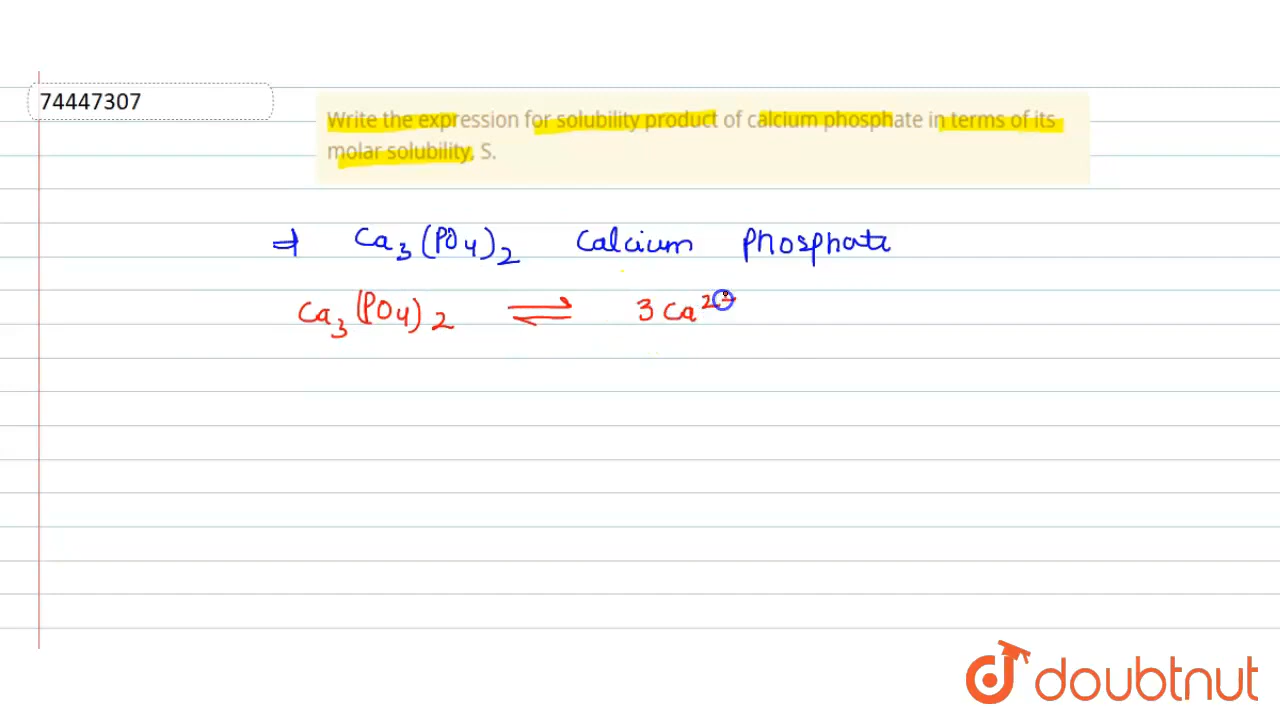 74447307
Write the expression for solubility product of calcium phosphate in terms of its
molar solubility, S.
⇒ Ca₃(PO₄)₂ Calcium Phosphate
Ca₃(PO₄)₂ ⇌ 3Ca²⁺
doubtnut